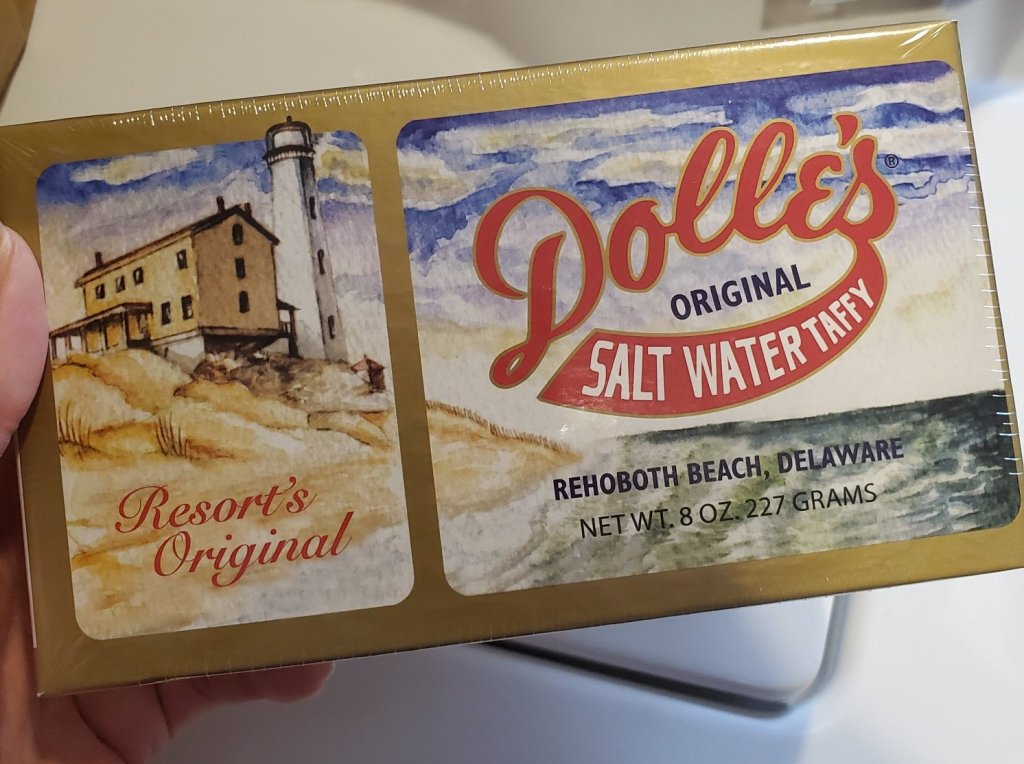 Resort's
Original
Dolle's®
ORIGINAL
SALT WATER TAFFY
REHOBOTH BEACH, DELAWARE
NET WT. 8 OZ. 227 GRAMS